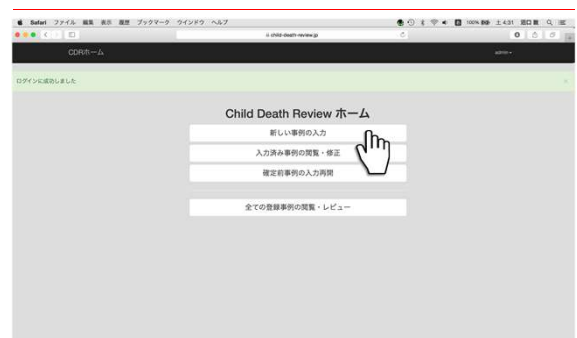 Safari ファイル 編集 表示 履歴 ブックマーク ウインドウ ヘルプ 100% 土4:31
child-death-review.jp
CDRホーム admin
ログインに成功しました ×
Child Death Review ホーム
新しい事例の入力
入力済み事例の閲覧・修正
確定前事例の入力再開
全ての登録事例の閲覧・レビュー